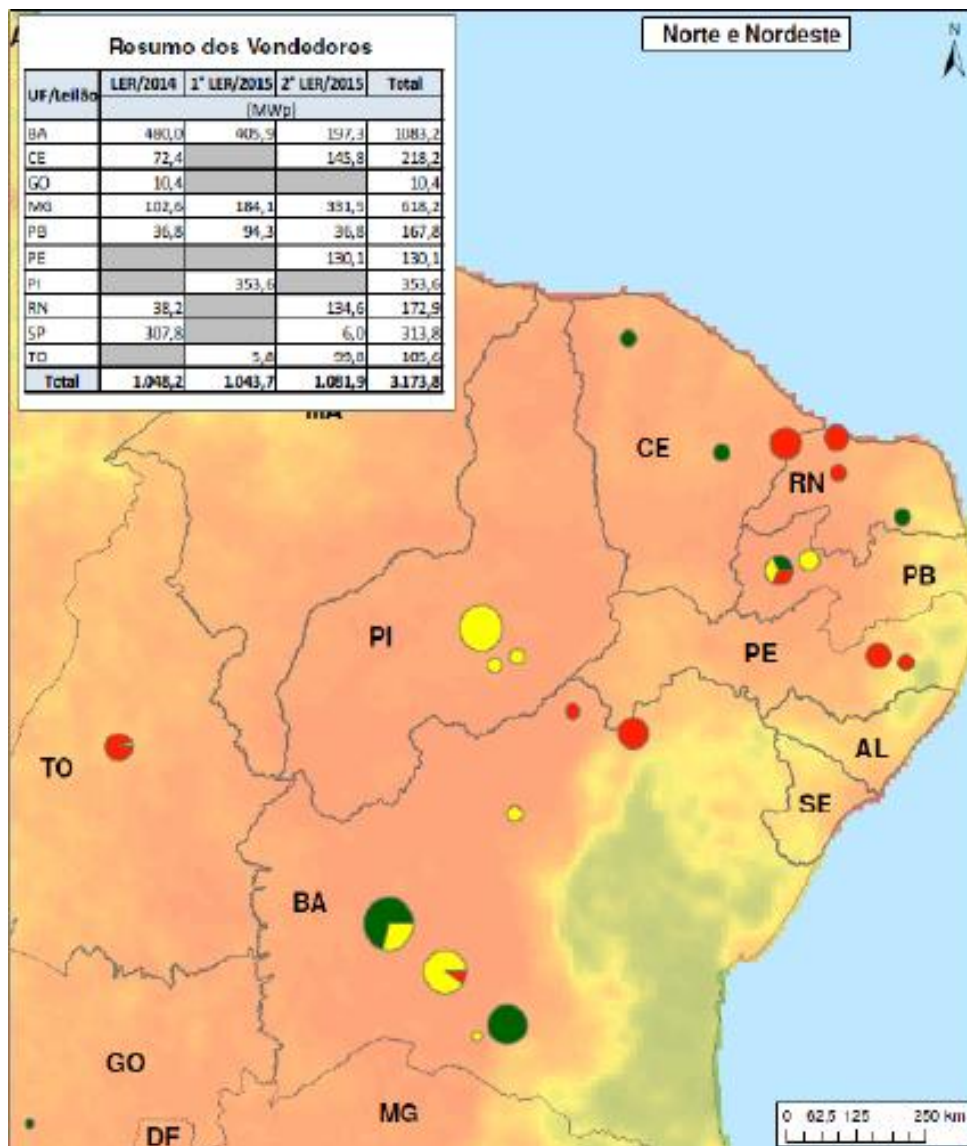 Resumo dos Vendedores
UF/Leilão LER/2014 1° LER/2015 2° LER/2015 Total
(MWp)
BA 480,0 405,9 197,3 1083,2
CE 72,4 145,8 218,2
GO 10,4 10,4
MG 102,6 184,1 331,5 618,2
PB 36,8 94,3 36,8 167,8
PE 130,1 130,1
PI 353,6 353,6
RN 38,2 134,6 172,9
SP 307,8 6,0 313,8
TO 5,8 99,8 105,6
Total 1.048,2 1.043,7 1.081,9 3.173,8
Norte e Nordeste
N
MA
CE
RN
PB
PI
PE
TO
AL
SE
BA
GO
MG
DF
0 62,5 125 250 km